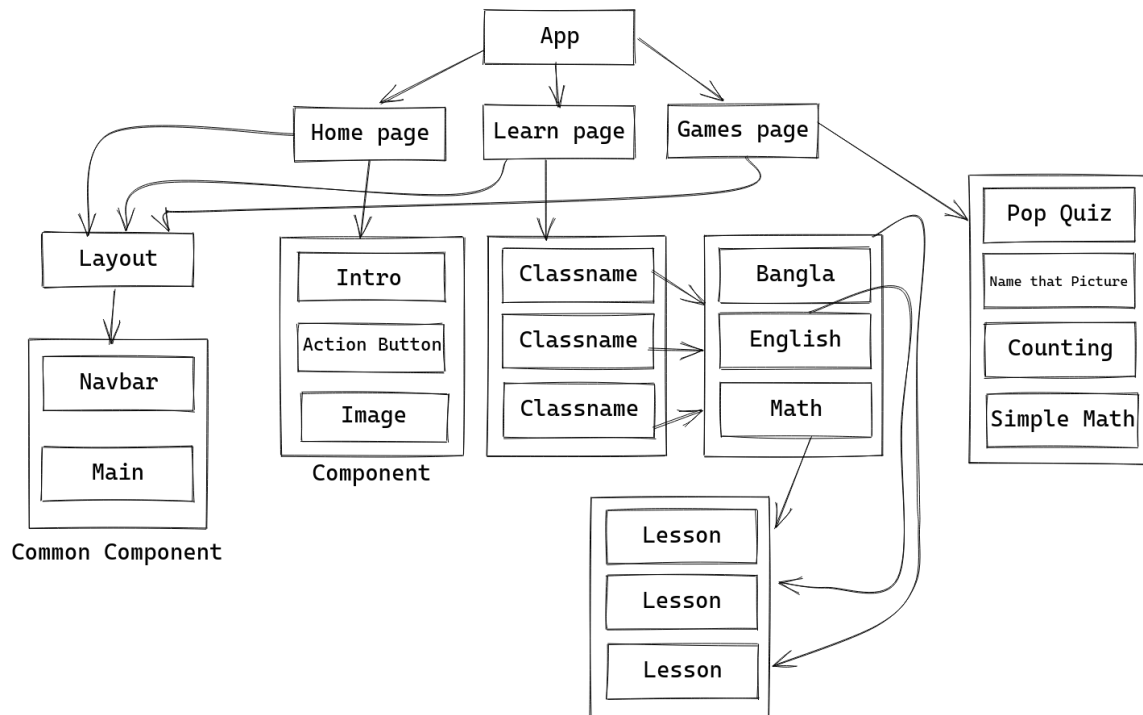 App
Home page
Learn page
Games page
Layout
Navbar
Main
Common Component
Intro
Action Button
Image
Component
Classname
Classname
Classname
Bangla
English
Math
Lesson
Lesson
Lesson
Pop Quiz
Name that Picture
Counting
Simple Math